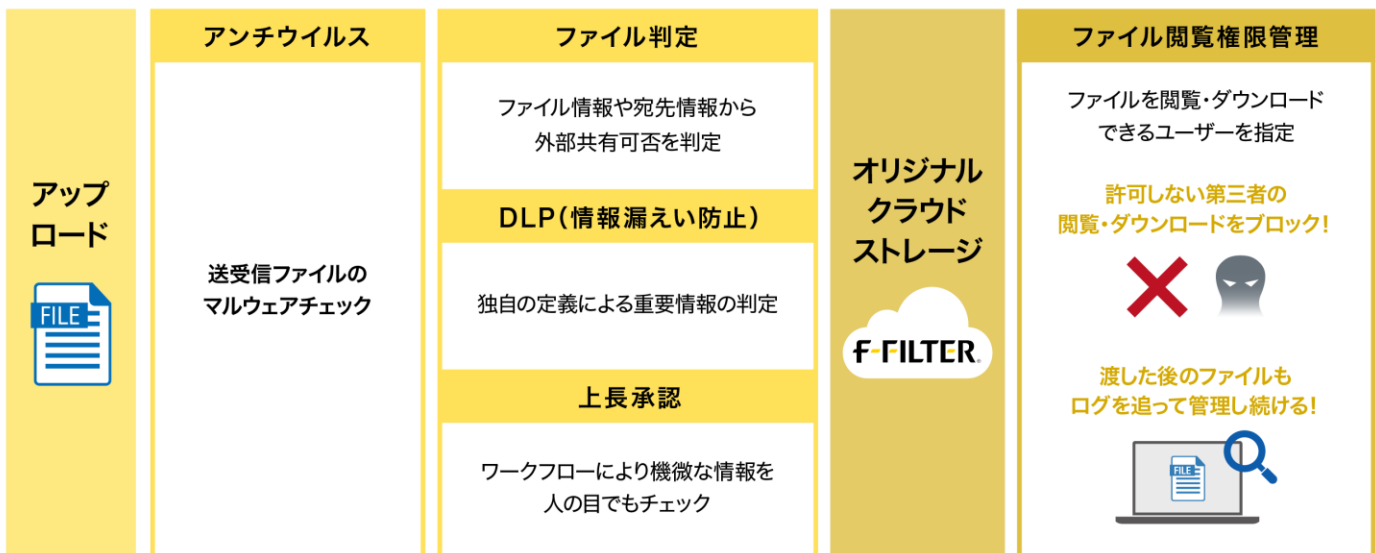 アップ
ロード
FILE
アンチウイルス
送受信ファイルの
マルウェアチェック
ファイル判定
ファイル情報や宛先情報から
外部共有可否を判定
DLP(情報漏えい防止)
独自の定義による重要情報の判定
上長承認
ワークフローにより機微な情報を
人の目でもチェック
オリジナル
クラウド
ストレージ
F-FILTER.
ファイル閲覧権限管理
ファイルを閲覧・ダウンロード
できるユーザーを指定
許可しない第三者の
閲覧・ダウンロードをブロック!
渡した後のファイルも
ログを追って管理し続ける!
FILE